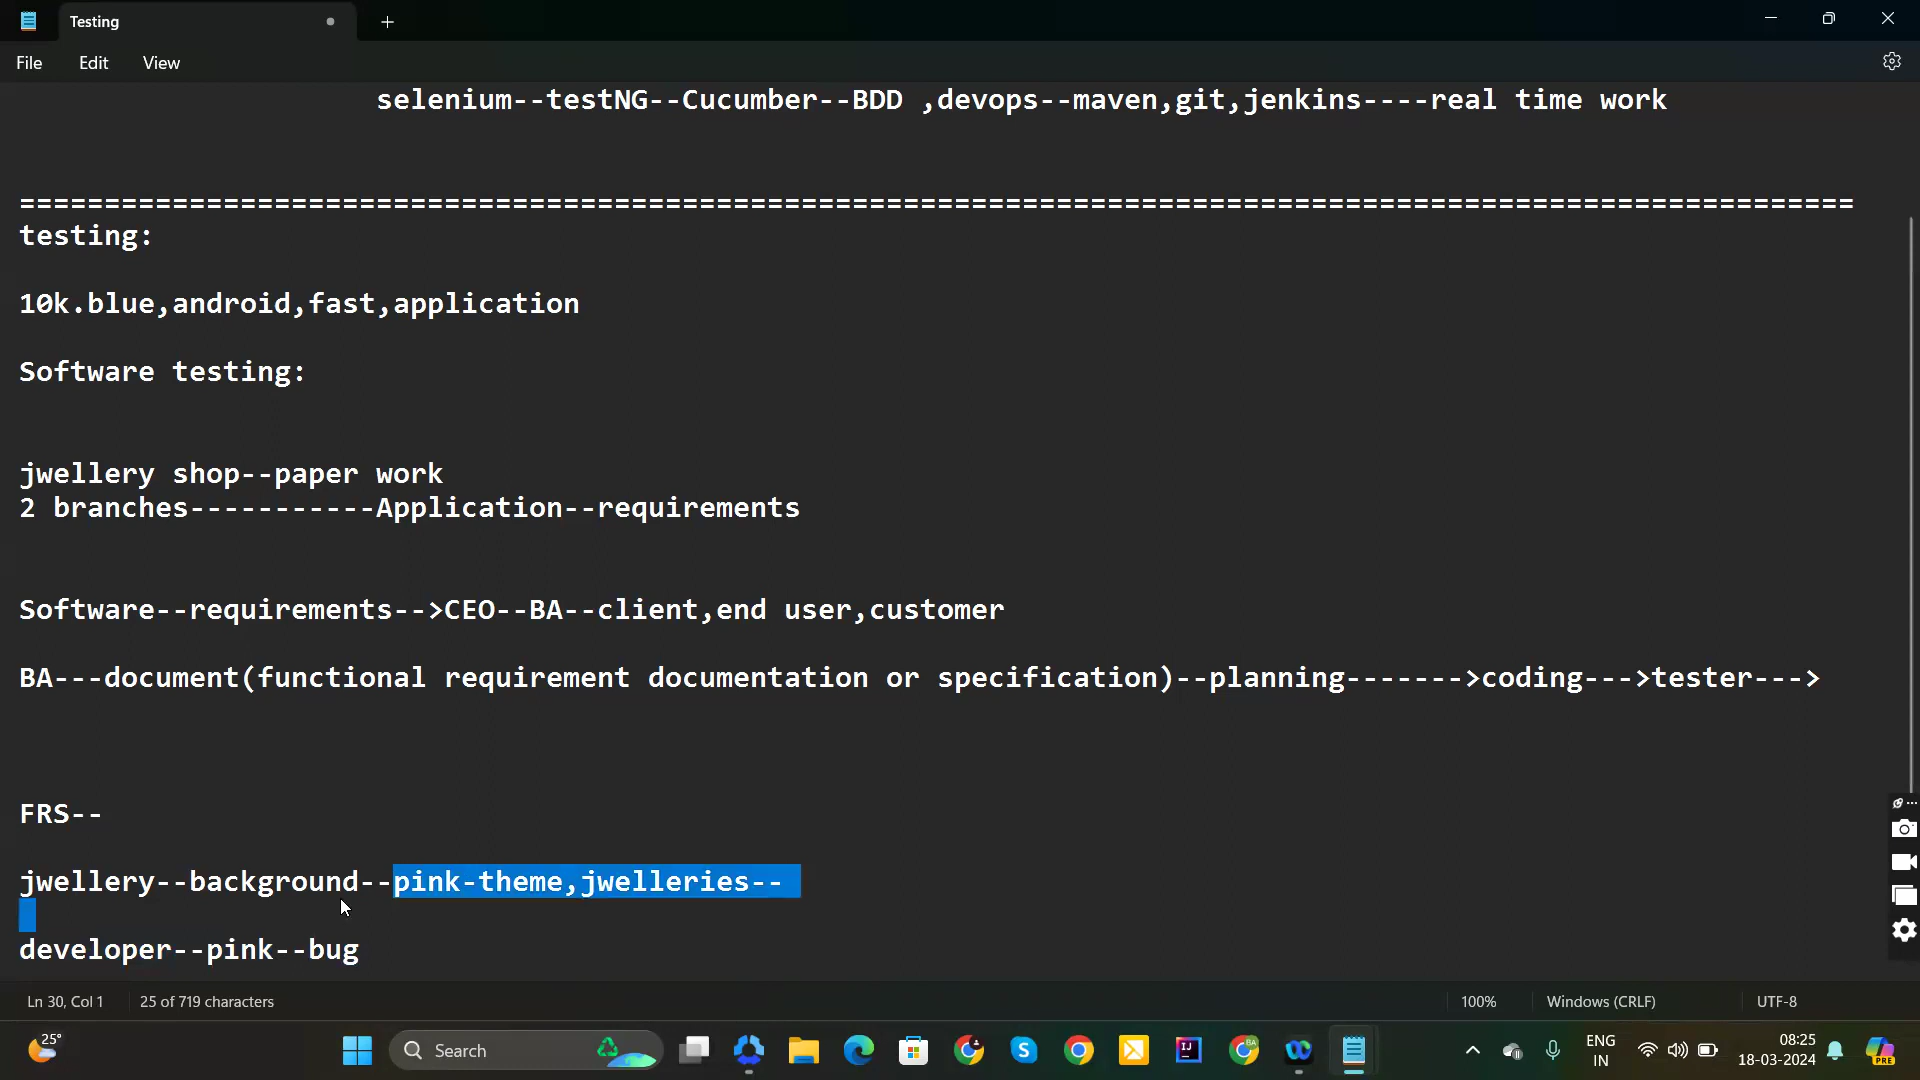 Testing
File Edit View
selenium--testNG--Cucumber--BDD ,devops--maven,git,jenkins----real time work
============================================================================================================
testing:
10k.blue,android,fast,application
Software testing:
jwellery shop--paper work
2 branches-----------Application--requirements
Software--requirements-->CEO--BA--client,end user,customer
BA---document(functional requirement documentation or specification)--planning------->coding--->tester--->
FRS--
jwellery--background--pink-theme,jwelleries--
developer--pink--bug
Ln 30, Col 1 25 of 719 characters 100% Windows (CRLF) UTF-8
25° Search ENG IN 08:25 18-03-2024